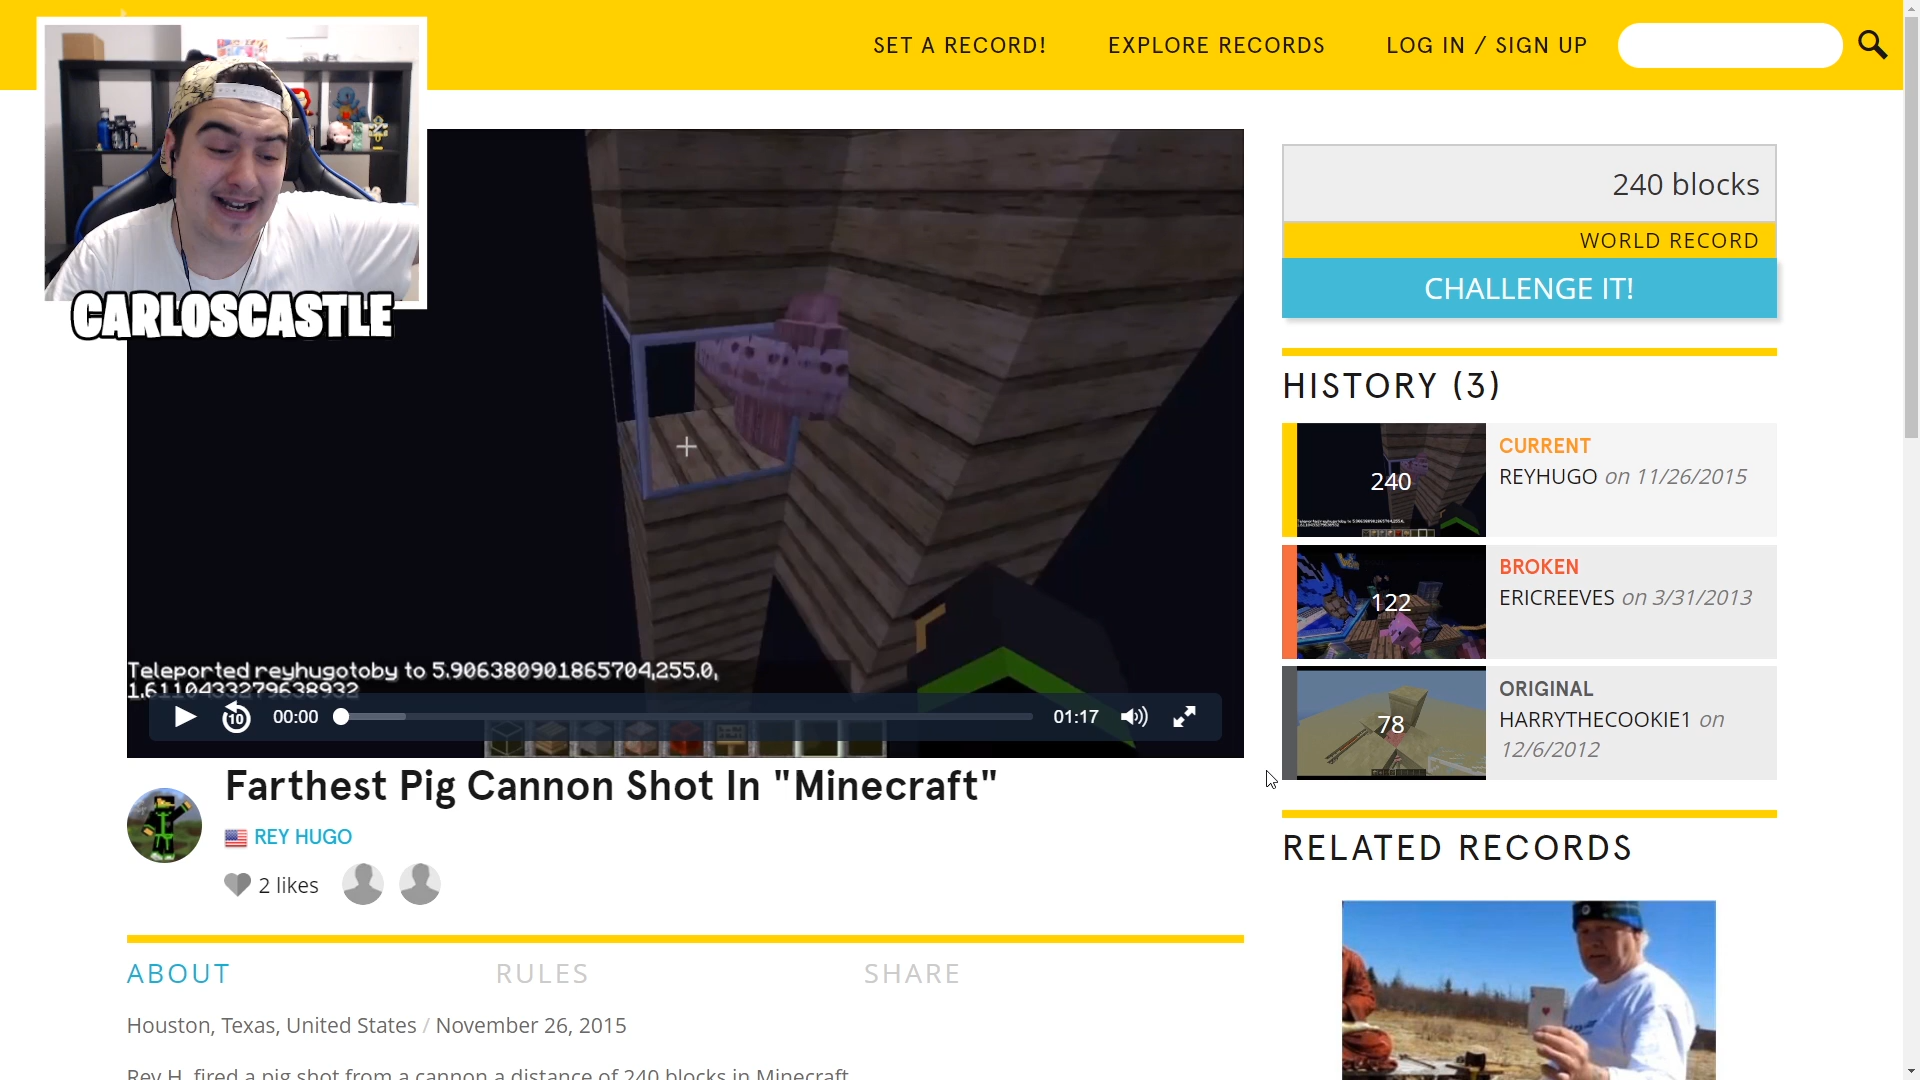 SET A RECORD!
EXPLORE RECORDS
LOG IN / SIGN UP
CARLOSCASTLE
Teleported reyhugotoby to 5.906380901865704,255.0,
1.6110433279638932
10
00:00
01:17
Farthest Pig Cannon Shot In "Minecraft"
REY HUGO
2 likes
ABOUT
RULES
SHARE
Houston, Texas, United States / November 26, 2015
Rey H. fired a pig shot from a cannon a distance of 240 blocks in Minecraft.
240 blocks
WORLD RECORD
CHALLENGE IT!
HISTORY (3)
240
CURRENT
REYHUGO on 11/26/2015
122
BROKEN
ERICREEVES on 3/31/2013
78
ORIGINAL
HARRYTHECOOKIE1 on
12/6/2012
RELATED RECORDS